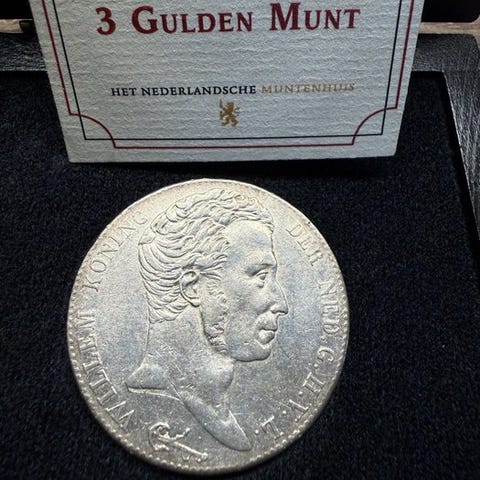 3 GULDEN MUNT
HET NEDERLANDSCHE MUNTENHUIS
WILLEM KONING DER NED. G. H. V. L.